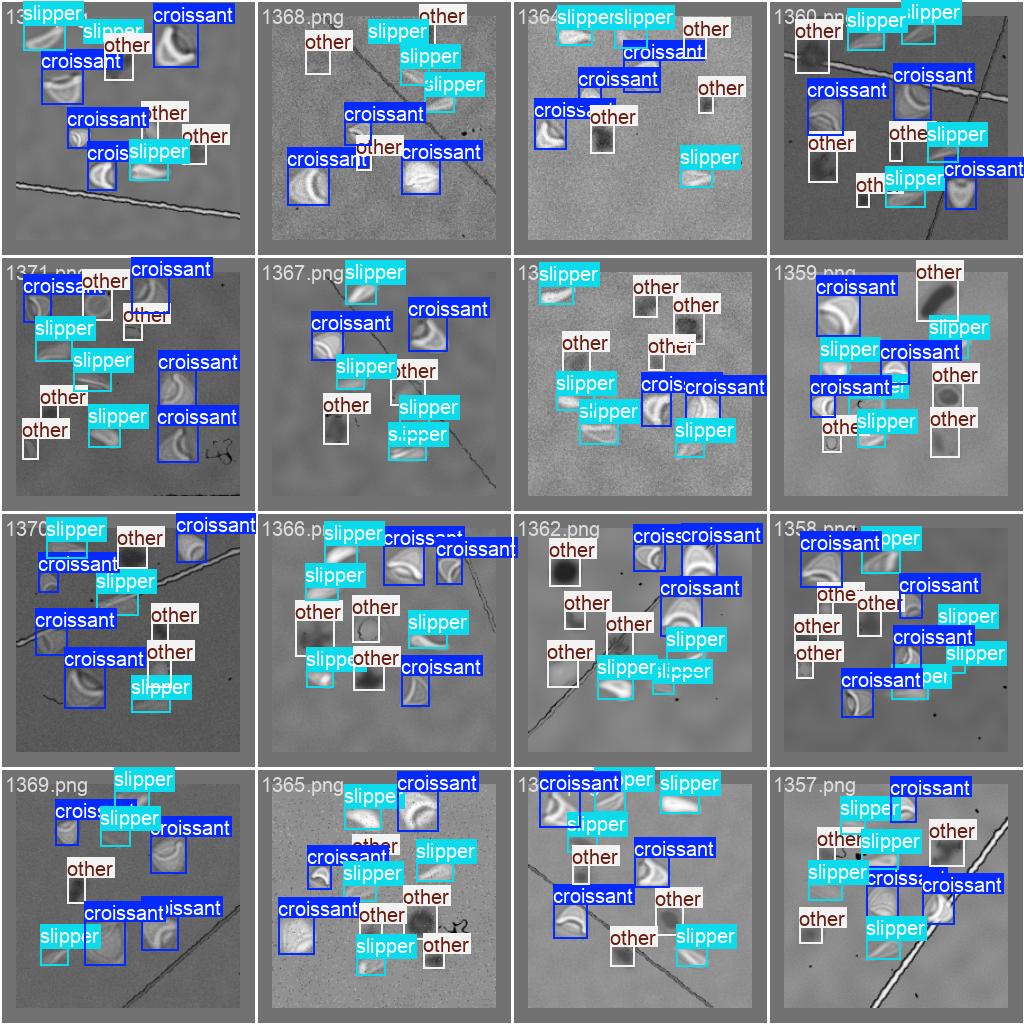 slipper
slipper
other
croissant
croissant
croissant
other
other
croissant
slipper
1368.png
other
other
slipper
slipper
slipper
croissant
other
croissant
croissant
1364
slipper
slipper
other
croissant
croissant
other
croissant
other
slipper
1360.png
slipper
slipper
other
croissant
croissant
other
other
slipper
other
slipper
croissant
1371.png
croissant
other
croissant
other
slipper
slipper
croissant
other
slipper
croissant
other
1367.png
slipper
croissant
croissant
slipper
other
other
slipper
slipper
slipper
other
other
other
other
slipper
croissant
croissant
slipper
slipper
1359.png
other
croissant
slipper
slipper
croissant
other
croissant
other
slipper
1370
slipper
other
croissant
croissant
slipper
croissant
other
croissant
other
slipper
1366.p
slipper
croissant
croissant
slipper
other
other
slipper
slipper
other
croissant
1362.png
other
croissant
croissant
other
croissant
other
slipper
other
slipper
slipper
1358.png
croissant
slipper
other
other
croissant
other
slipper
croissant
other
slipper
croissant
1369.png
slipper
croissant
slipper
croissant
other
croissant
croissant
slipper
1365.png
slipper
croissant
other
croissant
slipper
slipper
croissant
other
other
slipper
other
croissant
slipper
slipper
slipper
other
croissant
croissant
other
other
slipper
1357.png
croissant
slipper
other
slipper
other
slipper
croissant
croissant
other
slipper